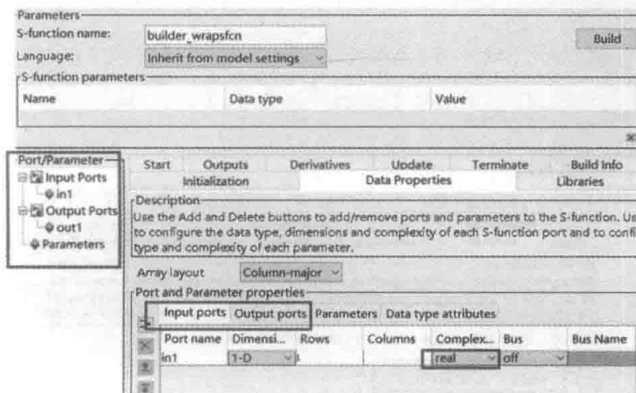 Parameters
S-function name: builder_wrapsfcn Build
Language: Inherit from model settings
S-function parameters
Name Data type Value
Port/Parameter
Input Ports
in1
Output Ports
out1
Parameters
Start Outputs Derivatives Update Terminate Build Info
Initialization Data Properties Libraries
Description
Use the Add and Delete buttons to add/remove ports and parameters to the S-function. Us
to configure the data type, dimensions and complexity of each S-function port and to confi
type and complexity of each parameter.
Array layout Column-major
Port and Parameter properties
Input ports Output ports Parameters Data type attributes
Port name Dimensi... Rows Columns Complex... Bus Bus Name
in1 1-D real off